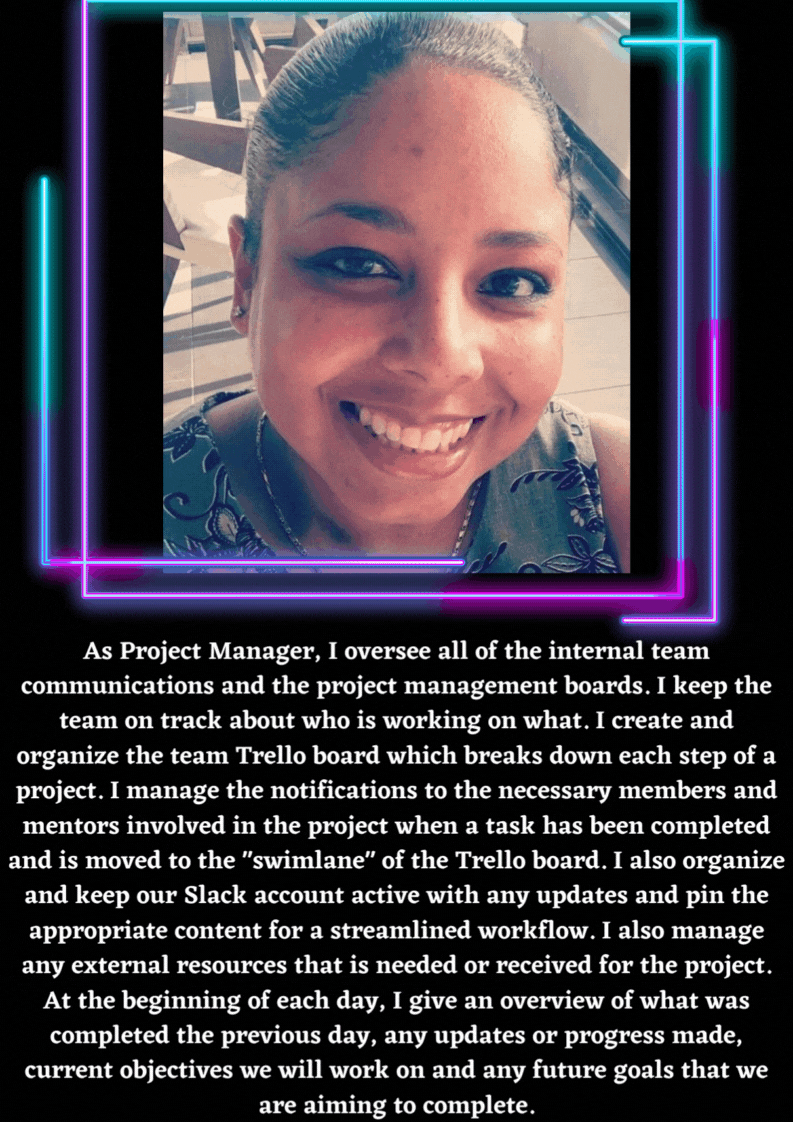 As Project Manager, I oversee all of the internal team
communications and the project management boards. I keep the
team on track about who is working on what. I create and
organize the team Trello board which breaks down each step of a
project. I manage the notifications to the necessary members and
mentors involved in the project when a task has been completed
and is moved to the "swimlane" of the Trello board. I also organize
and keep our Slack account active with any updates and pin the
appropriate content for a streamlined workflow. I also manage
any external resources that is needed or received for the project.
At the beginning of each day, I give an overview of what was
completed the previous day, any updates or progress made,
current objectives we will work on and any future goals that we
are aiming to complete.